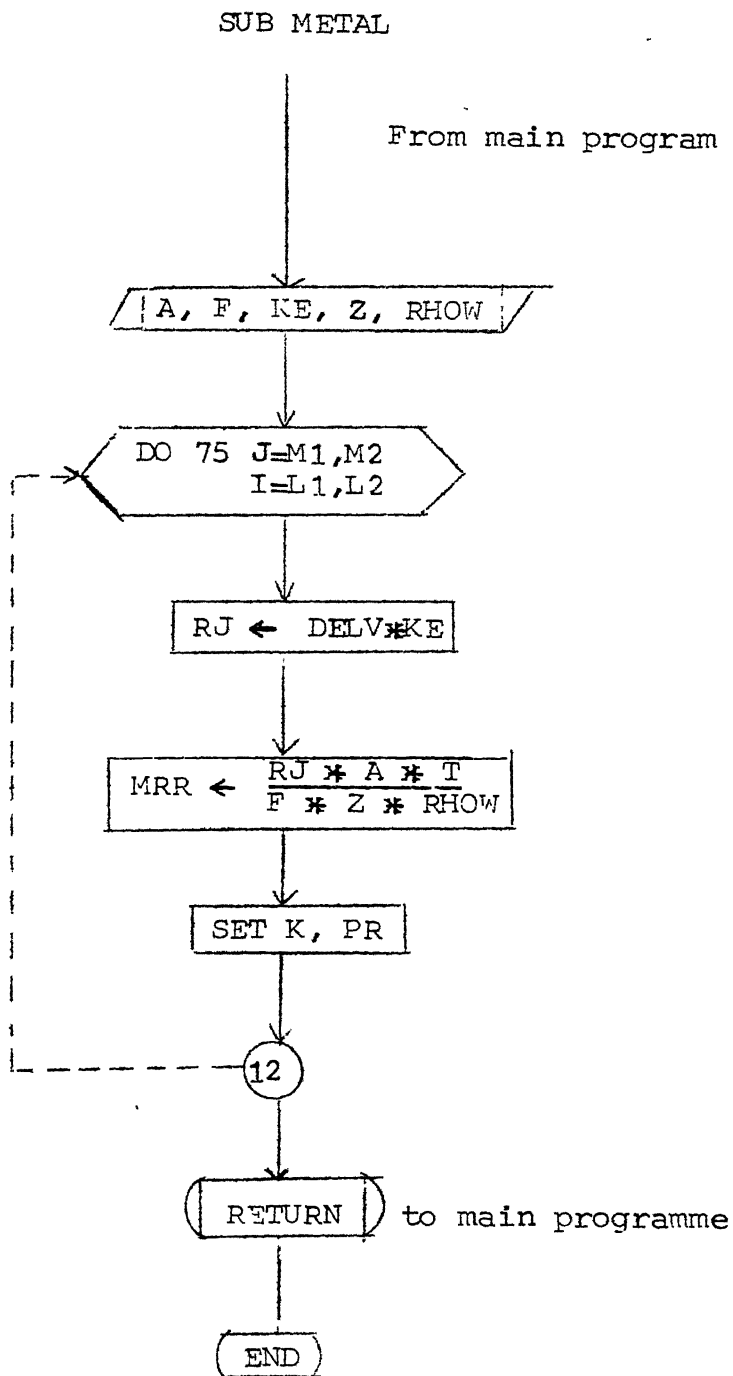 SUB METAL
From main program
A, F, KE, Z, RHOW
DO 75 J=M1,M2
I=L1,L2
RJ ← DELV*KE
MRR ← RJ * A * T
F * Z * RHOW
SET K, PR
12
RETURN
to main programme
END